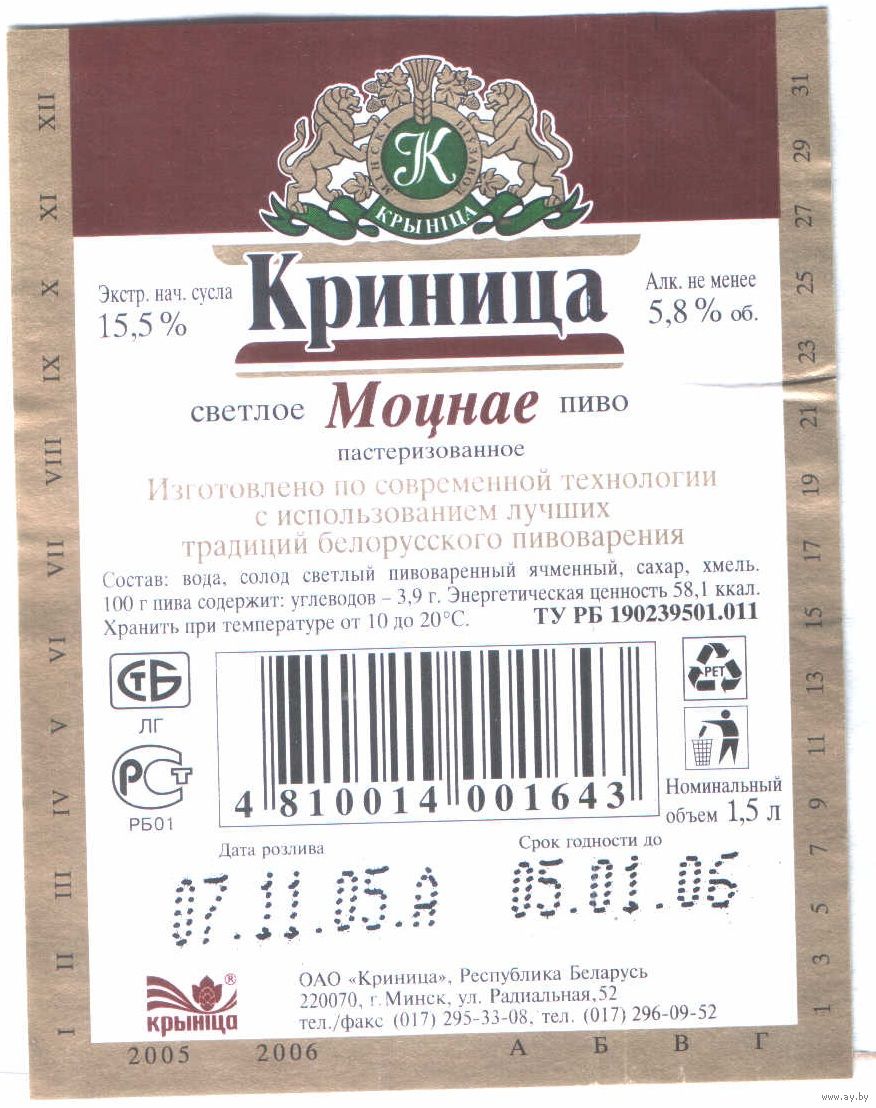 МІНСКІ ПІЎЗАВОД
К
КРЫНІЦА
Экстр. нач. сусла
15,5 %
Криница
Алк. не менее
5,8 % об.
светлое Моцнае пиво
пастеризованное
Изготовлено по современной технологии
с использованием лучших
традиций белорусского пивоварения
Состав: вода, солод светлый пивоваренный ячменный, сахар, хмель.
100 г пива содержит: углеводов – 3,9 г. Энергетическая ценность 58,1 ккал.
Хранить при температуре от 10 до 20°С. ТУ РБ 190239501.011
СТБ
ЛГ
РСТ
РБ01
4 810014 001643
PET
Номинальный
объем 1,5 л
Дата розлива
07.11.05.А
Срок годности до
05.01.06
крыніца ®
ОАО «Криница», Республика Беларусь
220070, г. Минск, ул. Радиальная,52
тел./факс (017) 295-33-08, тел. (017) 296-09-52
XII
XI
X
IX
VIII
VII
VI
V
IV
III
II
I
31
29
27
25
23
21
19
17
15
13
11
9
7
5
3
1
2005 2006 А Б В Г
www.ay.by